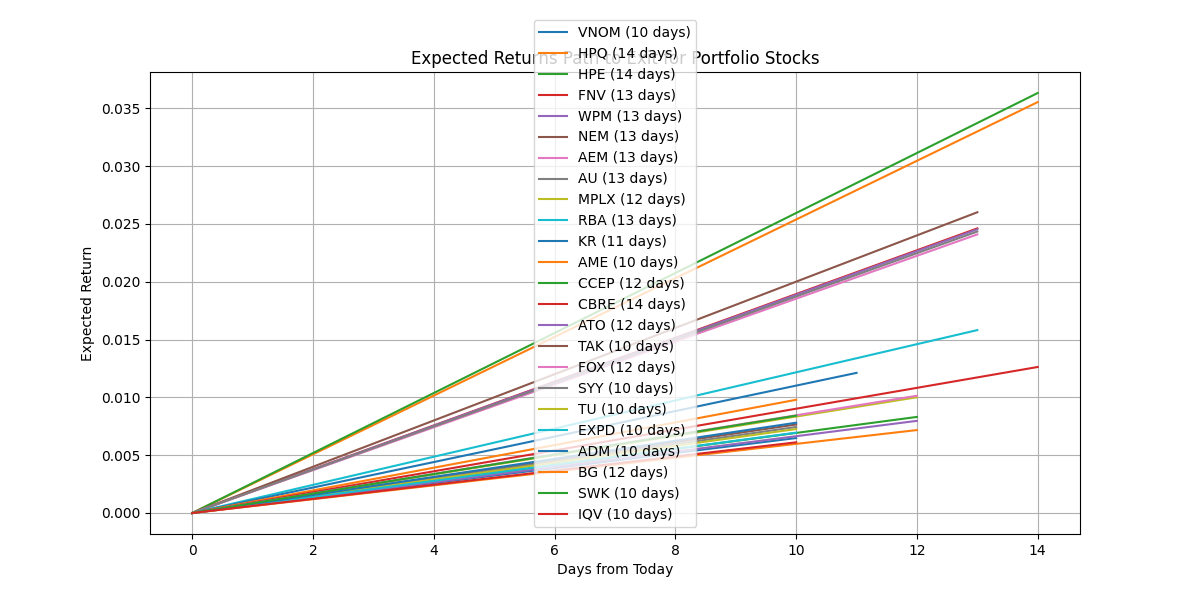 Expected Returns Path to Exit for Portfolio Stocks
VNOM (10 days)
HPQ (14 days)
HPE (14 days)
FNV (13 days)
WPM (13 days)
NEM (13 days)
AEM (13 days)
AU (13 days)
MPLX (12 days)
RBA (13 days)
KR (11 days)
AME (10 days)
CCEP (12 days)
CBRE (14 days)
ATO (12 days)
TAK (10 days)
FOX (12 days)
SYY (10 days)
TU (10 days)
EXPD (10 days)
ADM (10 days)
BG (12 days)
SWK (10 days)
IQV (10 days)
Expected Return
0.035
0.030
0.025
0.020
0.015
0.010
0.005
0.000
0 2 4 6 8 10 12 14
Days from Today